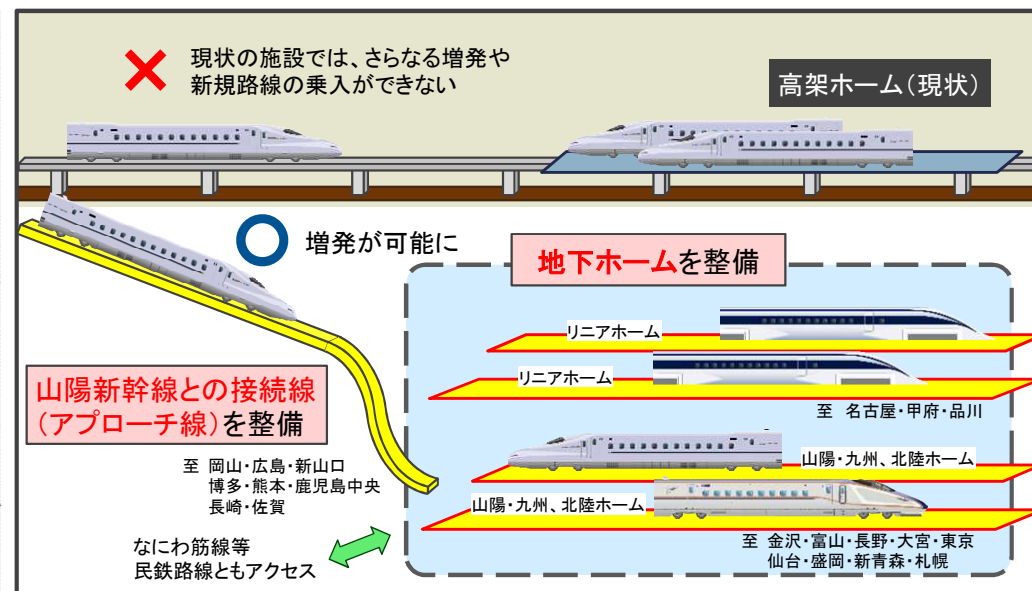 現状の施設では、さらなる増発や
新規路線の乗入ができない
高架ホーム(現状)
増発が可能に
地下ホームを整備
リニアホーム
リニアホーム
至 名古屋・甲府・品川
山陽新幹線との接続線
(アプローチ線)を整備
至 岡山・広島・新山口
博多・熊本・鹿児島中央
長崎・佐賀
山陽・九州、北陸ホーム
山陽・九州、北陸ホーム
至 金沢・富山・長野・大宮・東京
仙台・盛岡・新青森・札幌
なにわ筋線等
民鉄路線ともアクセス